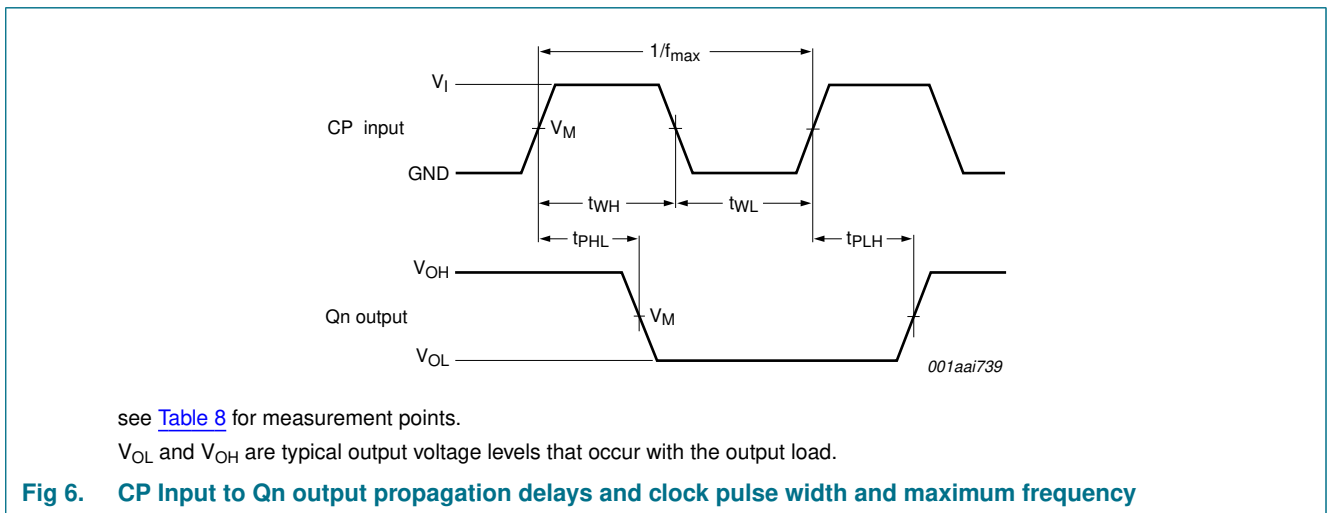 1/fmax
VI
CP input
VM
GND
tWH
tWL
tPHL
tPLH
VOH
Qn output
VM
VOL
001aai739
see Table 8 for measurement points.
VOL and VOH are typical output voltage levels that occur with the output load.
Fig 6. CP Input to Qn output propagation delays and clock pulse width and maximum frequency